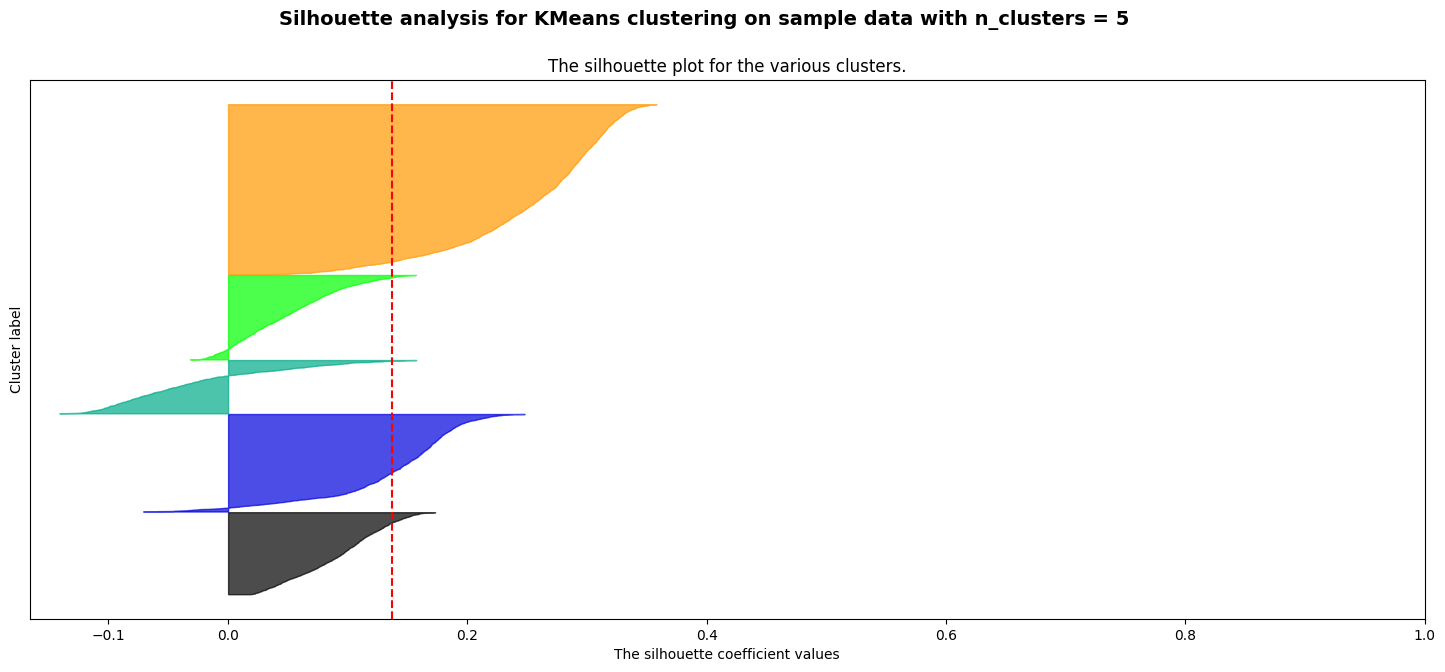 Silhouette analysis for KMeans clustering on sample data with n_clusters = 5
The silhouette plot for the various clusters.
Cluster label
−0.1 0.0 0.2 0.4 0.6 0.8 1.0
The silhouette coefficient values